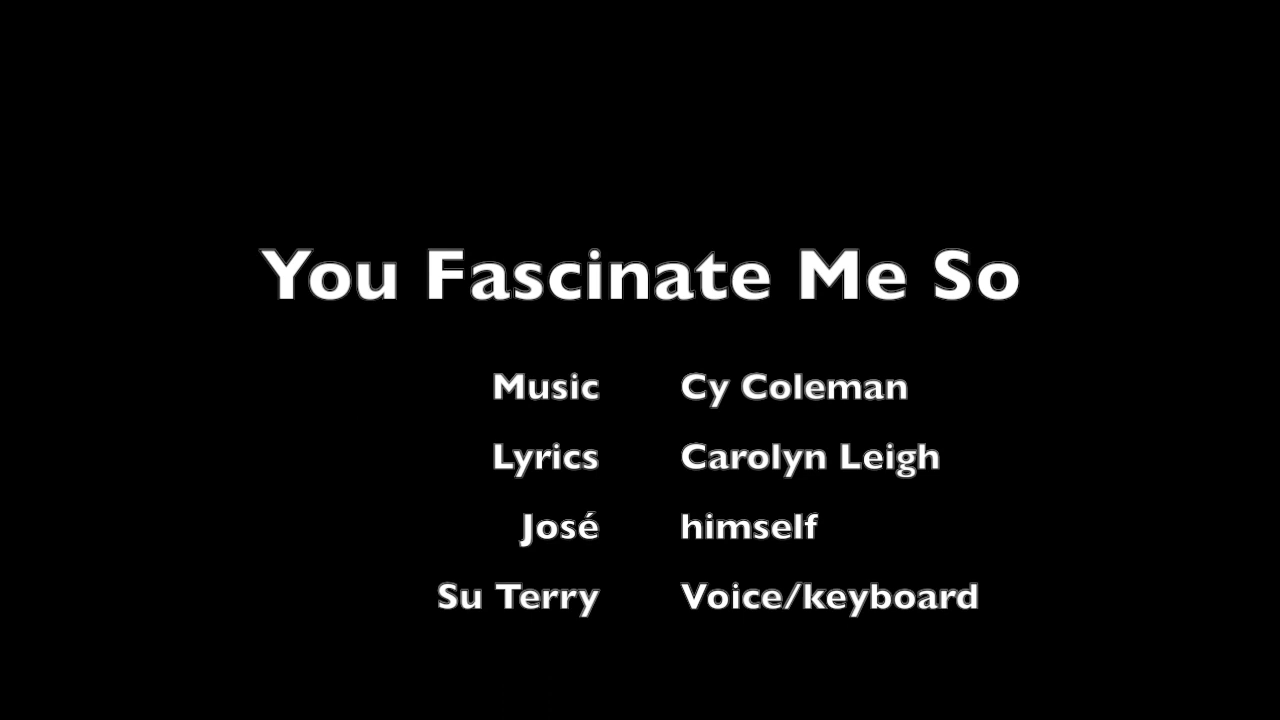 You Fascinate Me So
Music Cy Coleman
Lyrics Carolyn Leigh
José himself
Su Terry Voice/keyboard